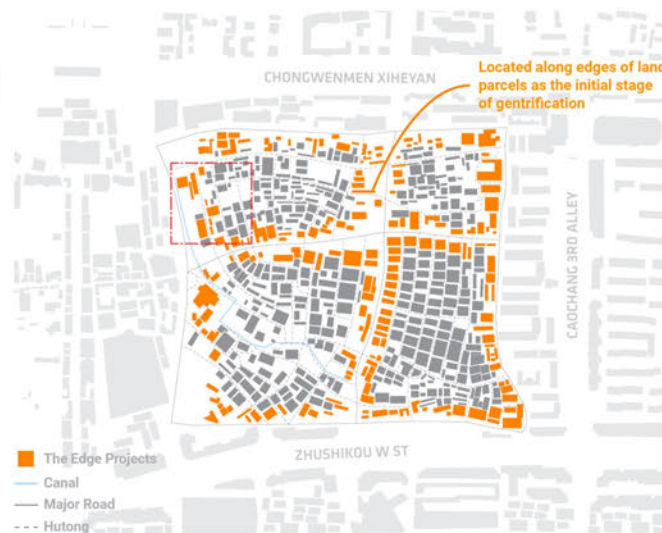 CHONGWENMEN XIHEYAN
Located along edges of land
parcels as the initial stage
of gentrification
CAOCHANG 3RD ALLEY
ZHUSHIKOU W ST
The Edge Projects
Canal
Major Road
Hutong